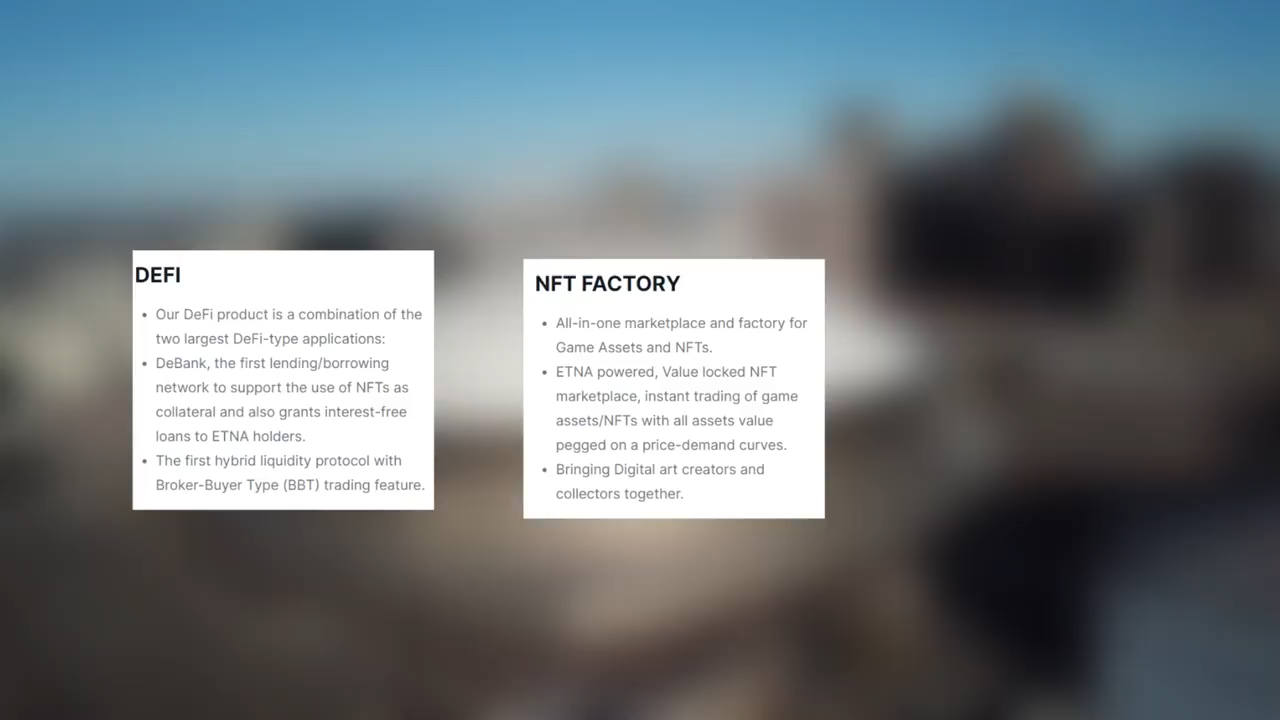 DEFI
• Our DeFi product is a combination of the
two largest DeFi-type applications:
• DeBank, the first lending/borrowing
network to support the use of NFTs as
collateral and also grants interest-free
loans to ETNA holders.
• The first hybrid liquidity protocol with
Broker-Buyer Type (BBT) trading feature.
NFT FACTORY
• All-in-one marketplace and factory for
Game Assets and NFTs.
• ETNA powered, Value locked NFT
marketplace, instant trading of game
assets/NFTs with all assets value
pegged on a price-demand curves.
• Bringing Digital art creators and
collectors together.